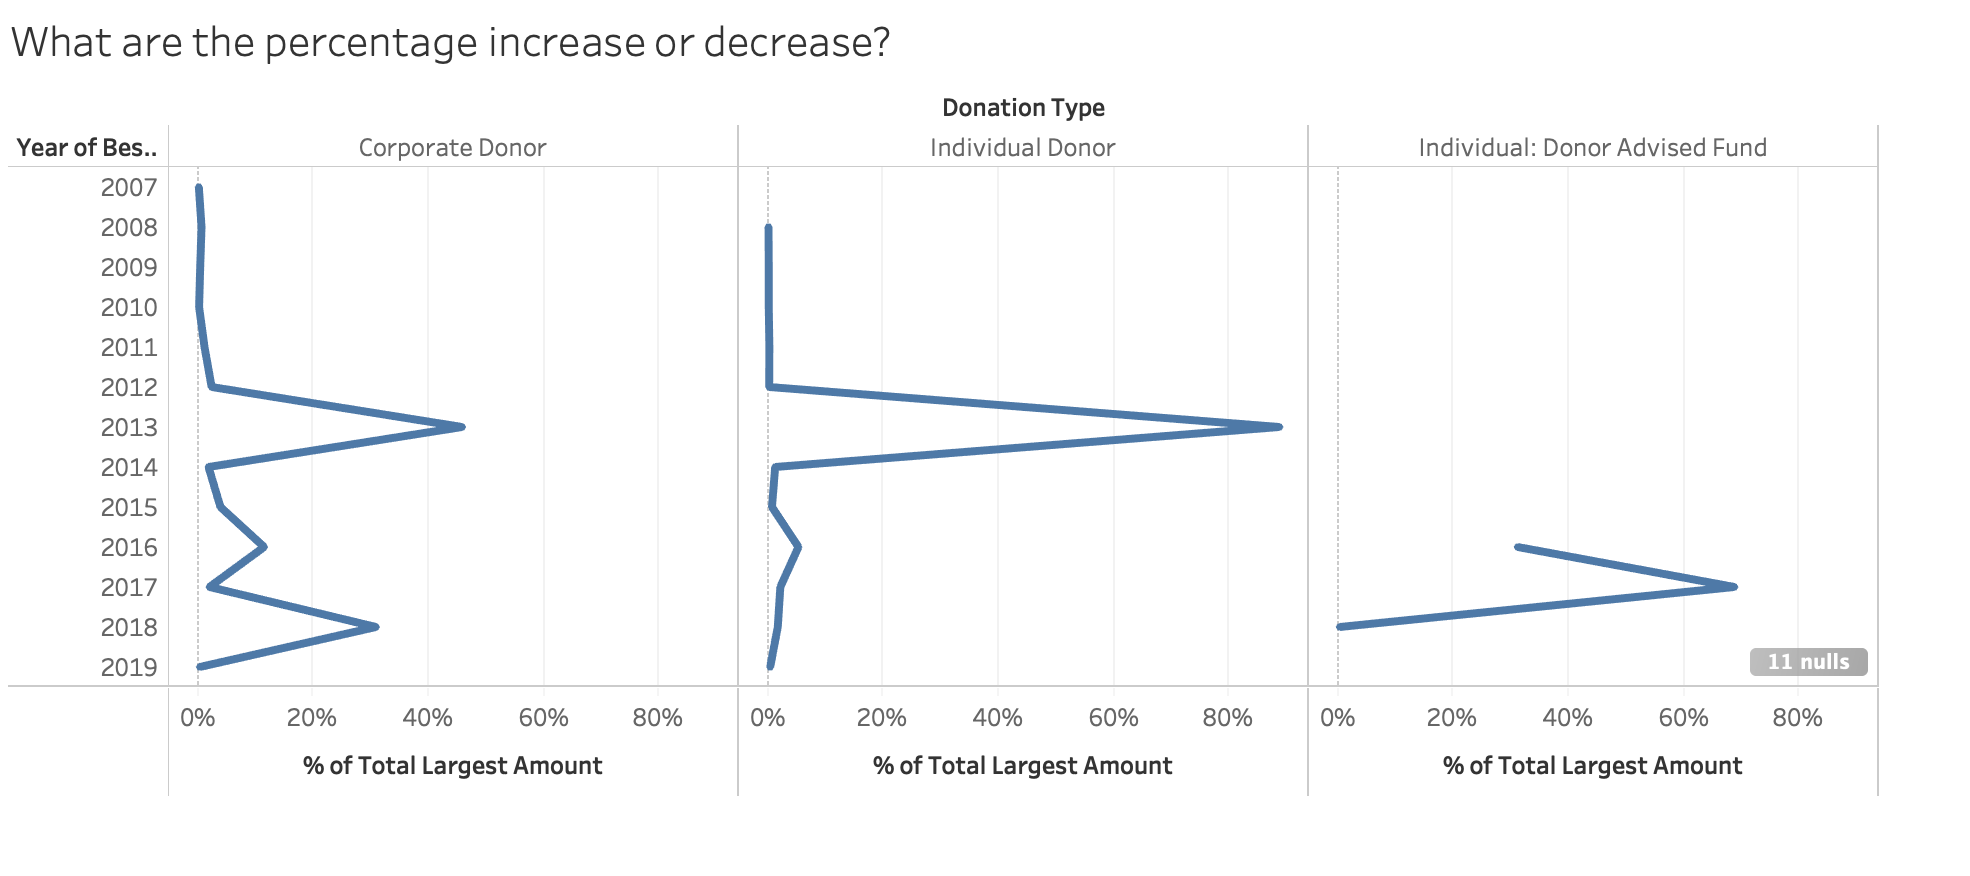 What are the percentage increase or decrease?
Donation Type
Year of Bes.. Corporate Donor Individual Donor Individual: Donor Advised Fund
2007
2008
2009
2010
2011
2012
2013
2014
2015
2016
2017
2018
2019
11 nulls
0% 20% 40% 60% 80% 0% 20% 40% 60% 80% 0% 20% 40% 60% 80%
% of Total Largest Amount % of Total Largest Amount % of Total Largest Amount